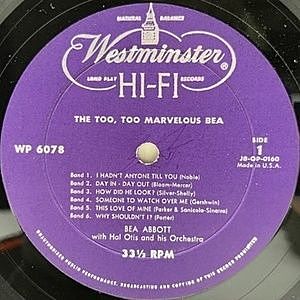 NATURAL BALANCE
Westminster®
LONG PLAY RECORDS
HI-FI
THE TOO, TOO MARVELOUS BEA
WP 6078
SIDE
1
JB-QP-0160
Made in U.S.A.
Band 1. I HADN'T ANYONE TILL YOU (Noble)
Band 2. DAY IN - DAY OUT (Bloom-Mercer)
Band 3. HOW DID HE LOOK? (Silver-Shelly)
Band 4. SOMEONE TO WATCH OVER ME (Gershwin)
Band 5. THIS LOVE OF MINE (Parker & Sanicola-Sinatra)
Band 6. WHY SHOULDN'T I? (Porter)
BEA ABBOTT
with Hal Otis and his Orchestra
33⅓ RPM